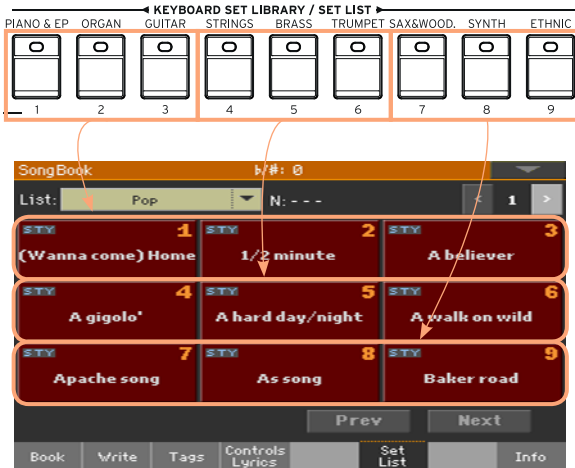 KEYBOARD SET LIBRARY / SET LIST
PIANO & EP ORGAN GUITAR STRINGS BRASS TRUMPET SAX&WOOD. SYNTH ETHNIC
1 2 3 4 5 6 7 8 9
SongBook ♭/#: 0
List: Pop N: - - - < 1 >
STY 1 STY 2 STY 3
(Wanna come) Home 1/2 minute A believer
STY 4 STY 5 STY 6
A gigolo' A hard day/night A walk on wild
STY 7 STY 8 STY 9
Apache song As song Baker road
Prev Next
Book Write Tags Controls Lyrics Set List Info